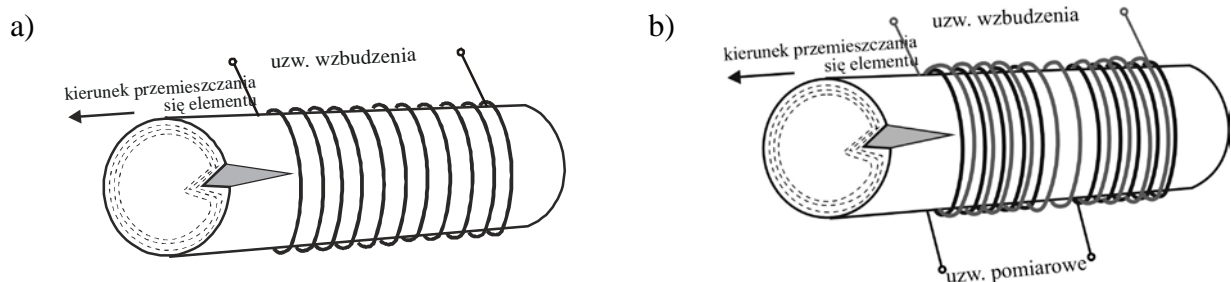 a)
uzw. wzbudzenia
kierunek przemieszczania
się elementu
b)
uzw. wzbudzenia
kierunek przemieszczania
się elementu
uzw. pomiarowe